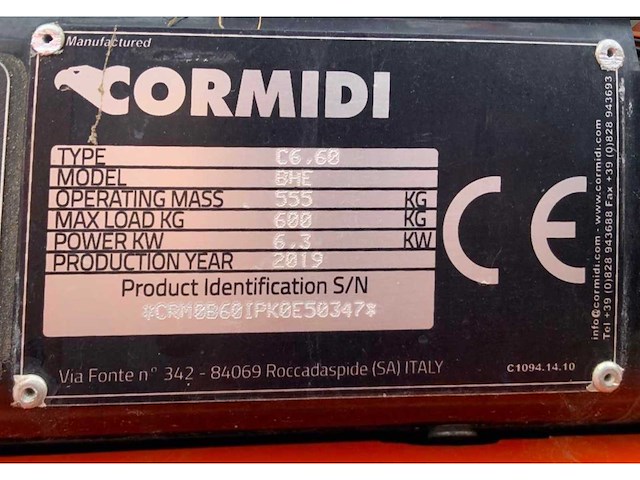 Manufactured
CORMIDI
TYPE C6.60
MODEL BHE
OPERATING MASS 555 KG
MAX LOAD KG 600 KG
POWER KW 6,3 KW
PRODUCTION YEAR 2019
Product Identification S/N
*CRM0B60IPK0E50347*
Via Fonte n° 342 - 84069 Roccadaspide (SA) ITALY
C1094.14.10
CE
info@cormidi.com - www.cormidi.com
Tel +39 (0)828 943688 Fax +39 (0)828 943693